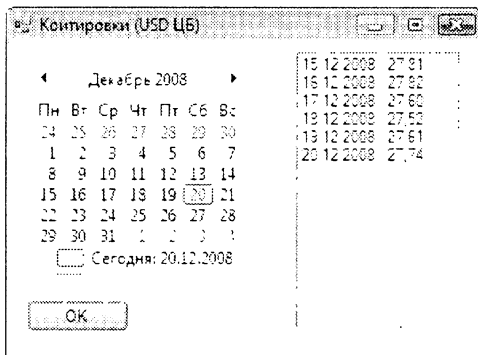 Контировки (USD ЦБ)
Декабрь 2008
Пн Вт Ср Чт Пт Сб Вс
24 25 26 27 28 29 30
1 2 3 4 5 6 7
8 9 10 11 12 13 14
15 16 17 18 19 20 21
22 23 24 25 26 27 28
29 30 31 1 2 3 4
Сегодня: 20.12.2008
OK
15.12.2008 27,81
16.12.2008 27,82
17.12.2008 27,60
18.12.2008 27,53
19.12.2008 27,61
20.12.2008 27,74